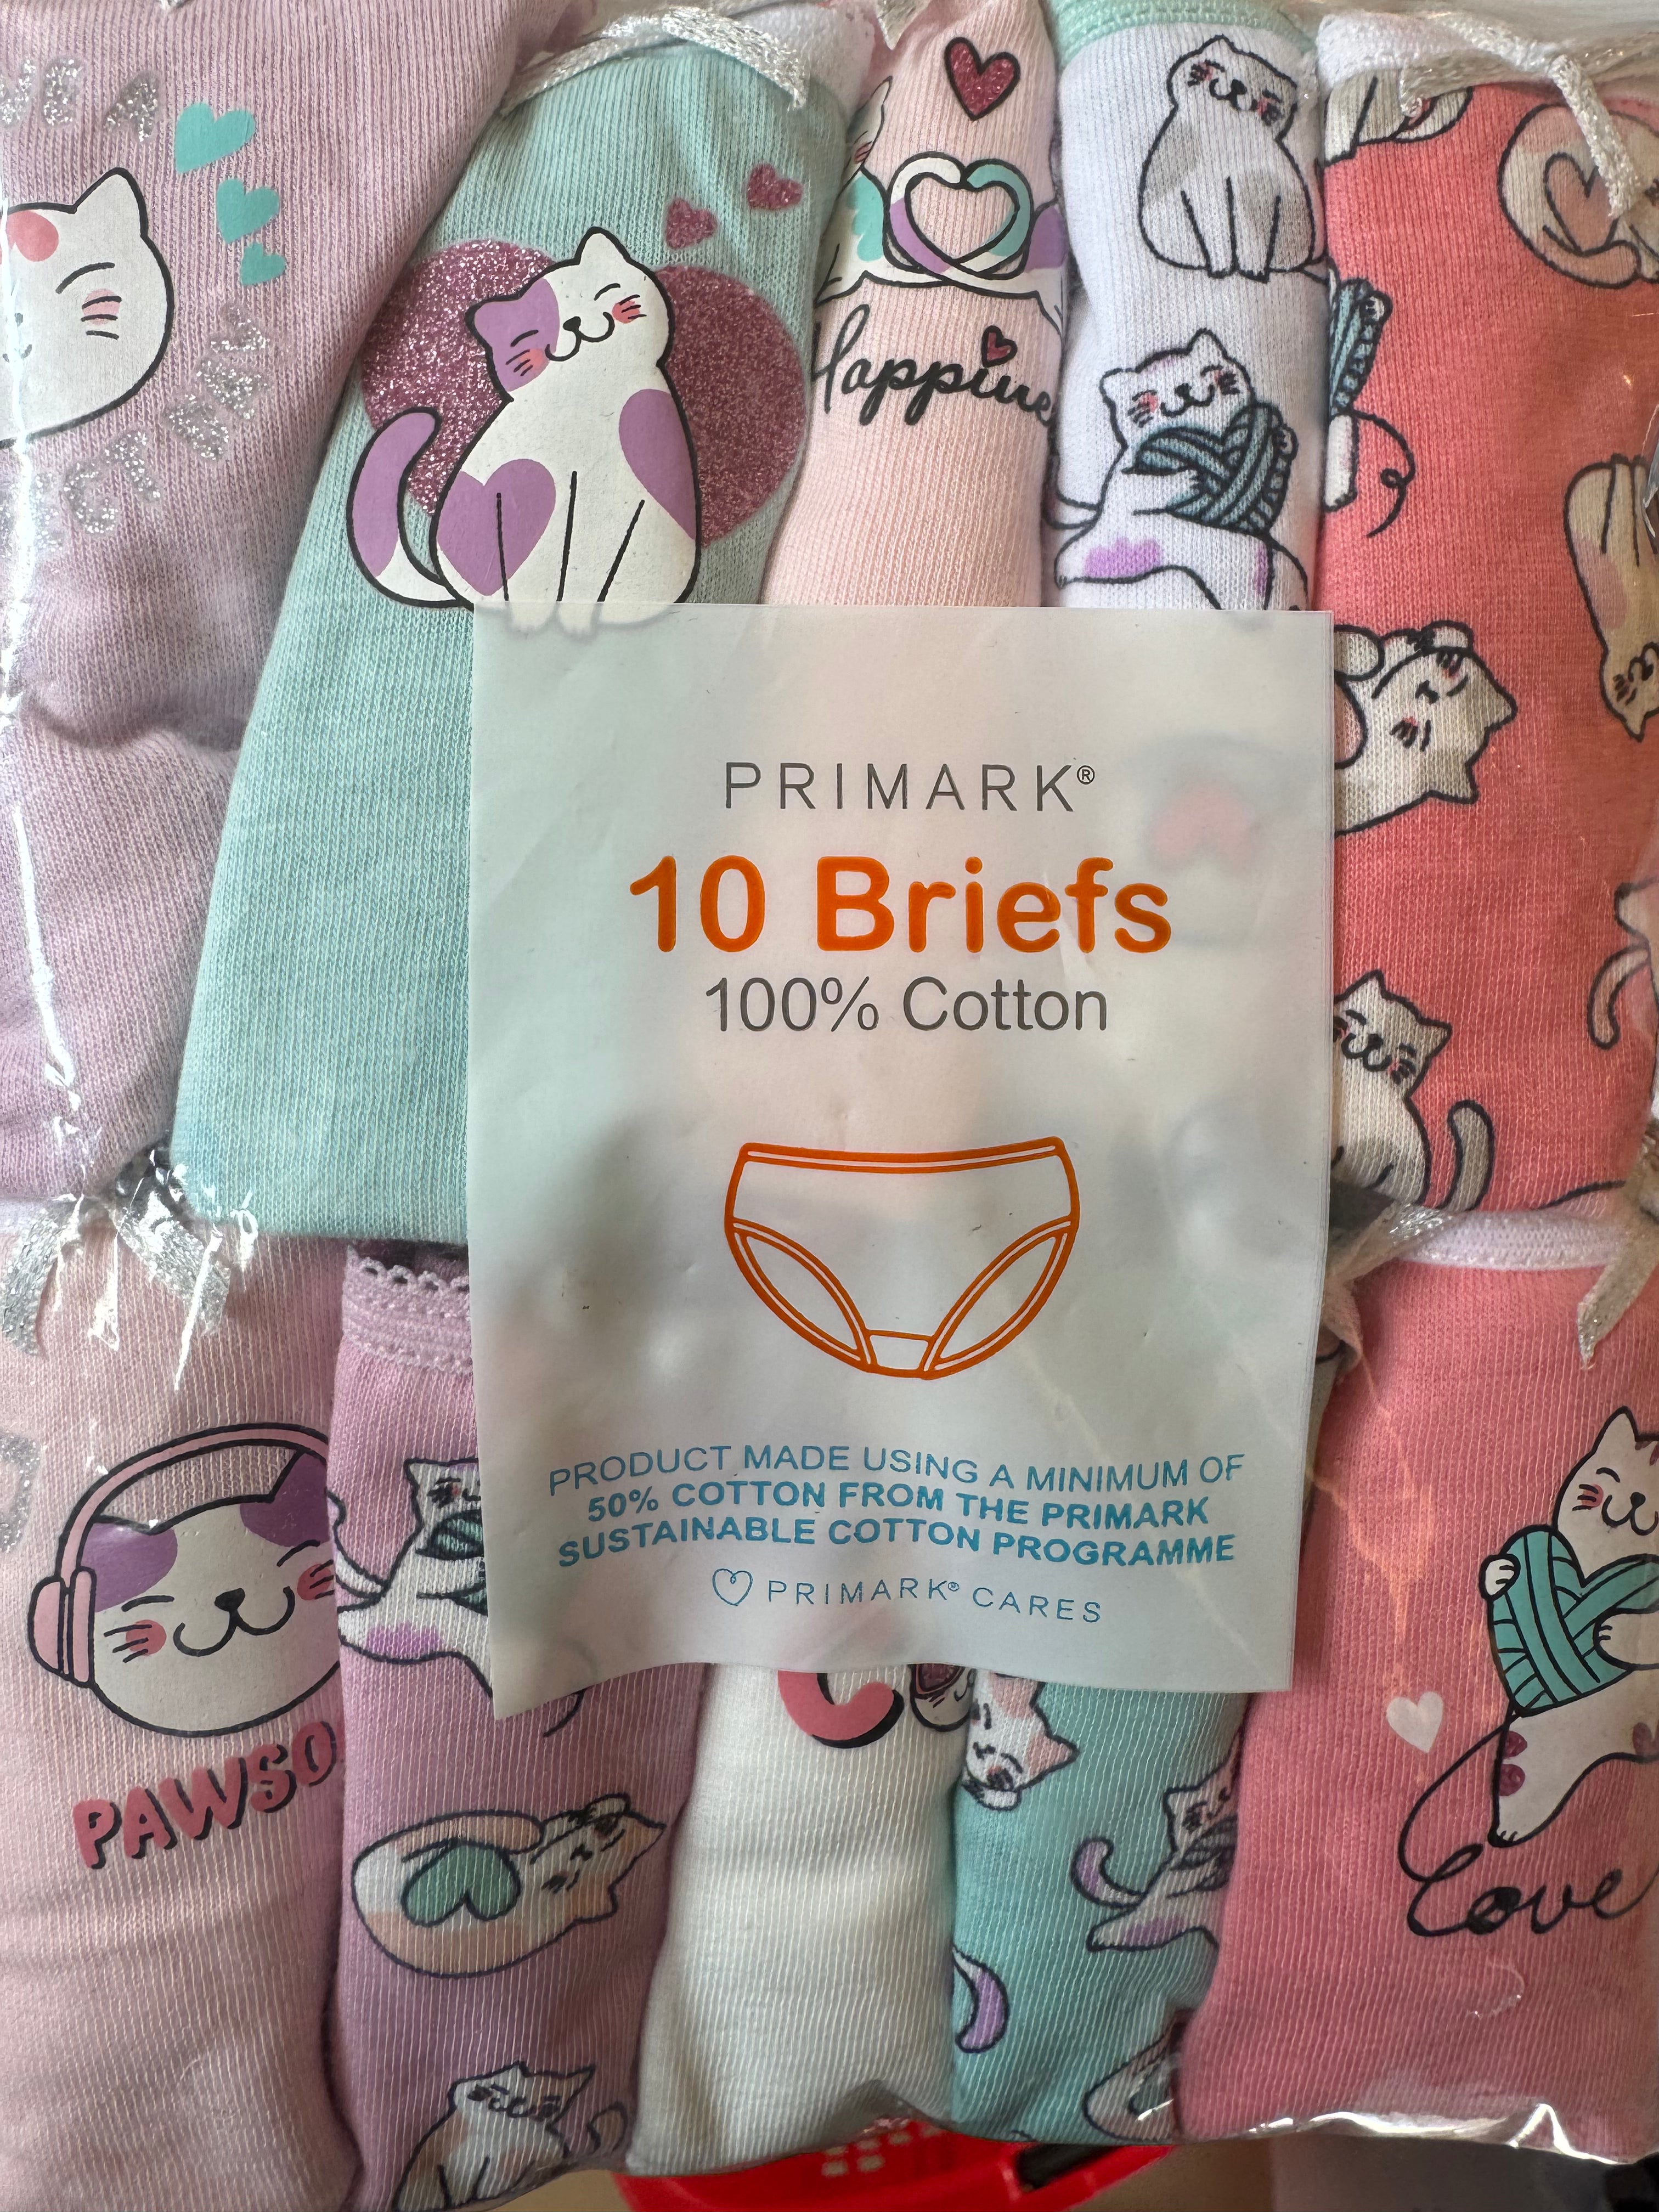 Happine
PRIMARK®
10 Briefs
100% Cotton
PRODUCT MADE USING A MINIMUM OF
50% COTTON FROM THE PRIMARK
SUSTAINABLE COTTON PROGRAMME
PRIMARK® CARES
PAWSO
Love